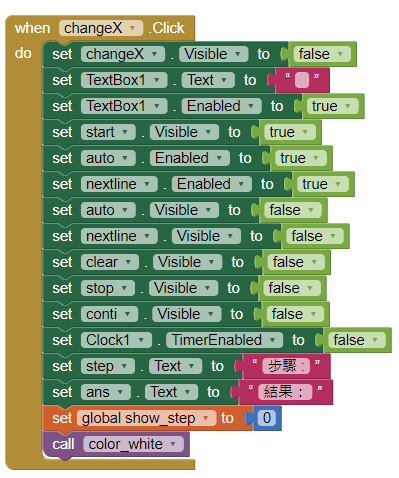 when changeX .Click
do set changeX . Visible to false
set TextBox1 . Text to “ ”
set TextBox1 . Enabled to true
set start . Visible to true
set auto . Enabled to true
set nextline . Enabled to true
set auto . Visible to false
set nextline . Visible to false
set clear . Visible to false
set stop . Visible to false
set conti . Visible to false
set Clock1 . TimerEnabled to false
set step . Text to “ 步驟： ”
set ans . Text to “ 結果： ”
set global show_step to 0
call color_white